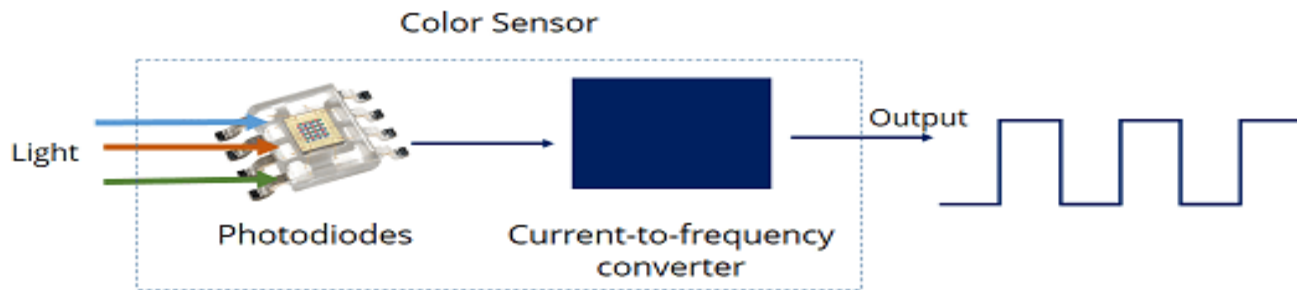 Color Sensor
Light
Output
Photodiodes
Current-to-frequency
converter